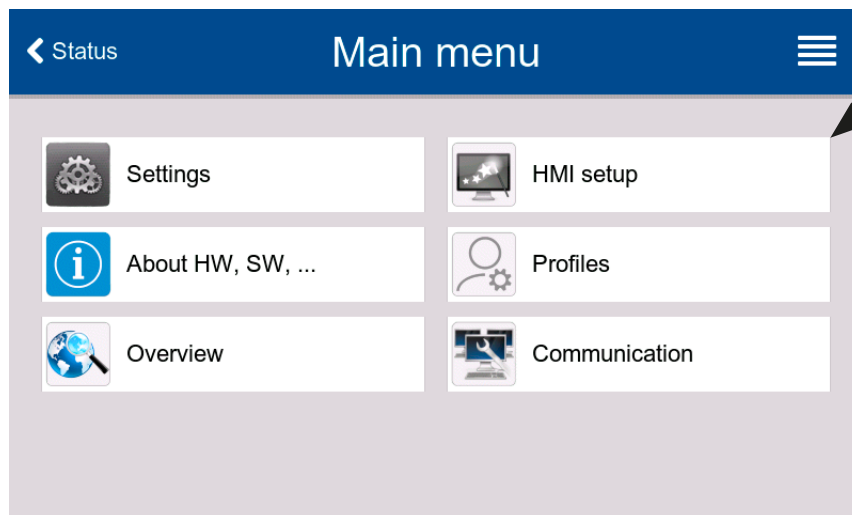 Status
Main menu
Settings
HMI setup
About HW, SW, ...
Profiles
Overview
Communication